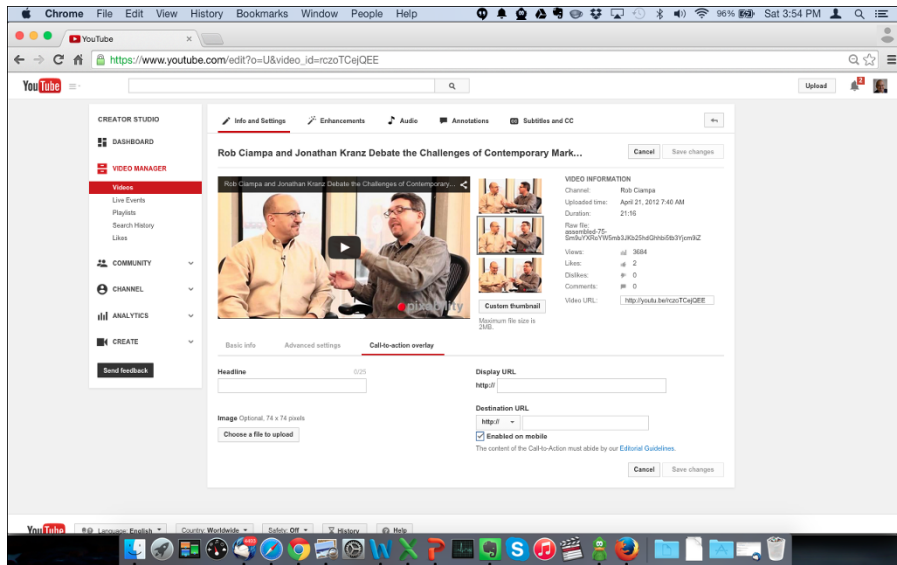 Chrome File Edit View History Bookmarks Window People Help 96% Sat 3:54 PM
YouTube ×
https://www.youtube.com/edit?o=U&video_id=rczoTCejQEE
YouTube Upload 2
CREATOR STUDIO
DASHBOARD
VIDEO MANAGER
Videos
Live Events
Playlists
Search History
Likes
COMMUNITY
CHANNEL
ANALYTICS
CREATE
Send feedback
Info and Settings Enhancements Audio Annotations Subtitles and CC
Rob Ciampa and Jonathan Kranz Debate the Challenges of Contemporary Mark... Cancel Save changes
Rob Ciampa and Jonathan Kranz Debate the Challenges of Contemporary...
pixability
Custom thumbnail
Maximum file size is
2MB.
VIDEO INFORMATION
Channel: Rob Ciampa
Uploaded time: April 21, 2012 7:40 AM
Duration: 21:16
Raw file:
assembled-75-
Views: 3684
Likes: 2
Dislikes: 0
Comments: 0
Video URL: http://youtu.be/rczoTCejQEE
Basic info Advanced settings Call-to-action overlay
Headline 0/25
Image Optional. 74 x 74 pixels
Choose a file to upload
Display URL
http://
Destination URL
http://
Enabled on mobile
The content of the Call-to-Action must abide by our Editorial Guidelines.
Cancel Save changes
YouTube Language: English Country: Worldwide Safety: Off History Help